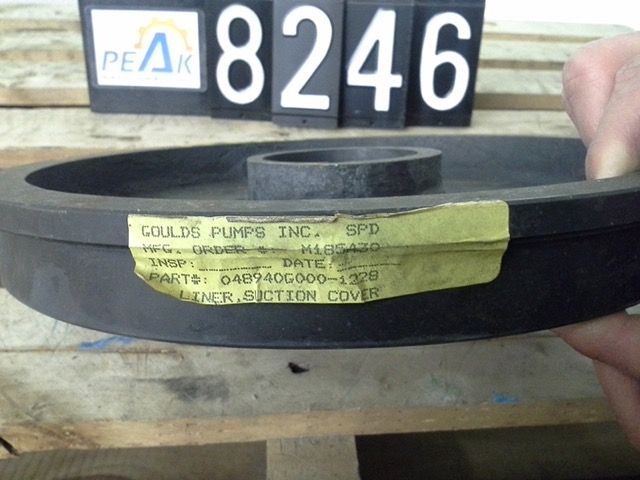 PEAK
8246
GOULDS PUMPS INC. SPD
MFG. ORDER #: M185430
INSP: DATE:
PART#: 048940G000-1328
LINER,SUCTION COVER